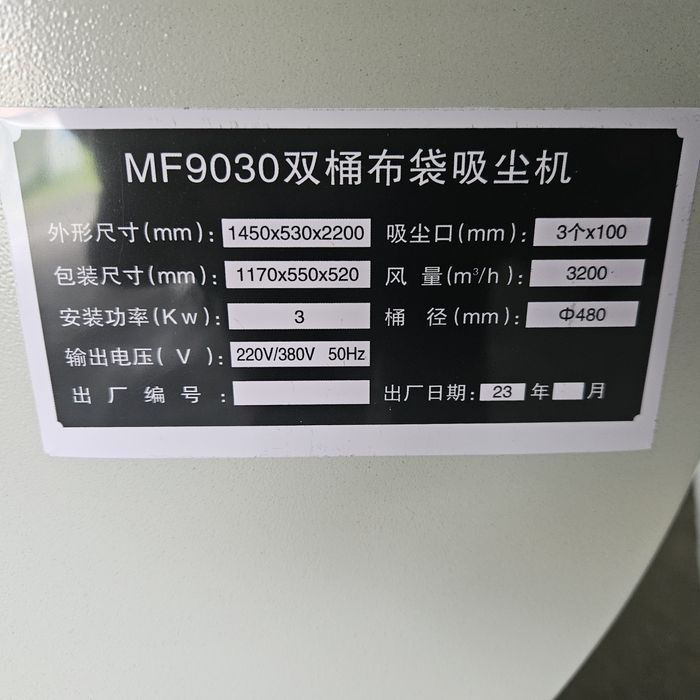 MF9030双桶布袋吸尘机
外形尺寸(mm): 1450x530x2200 吸尘口(mm): 3个x100
包装尺寸(mm): 1170x550x520 风量(m³/h): 3200
安装功率(Kw): 3 桶径(mm): Φ480
输出电压(V): 220V/380V 50Hz
出厂编号: 出厂日期: 23 年 月